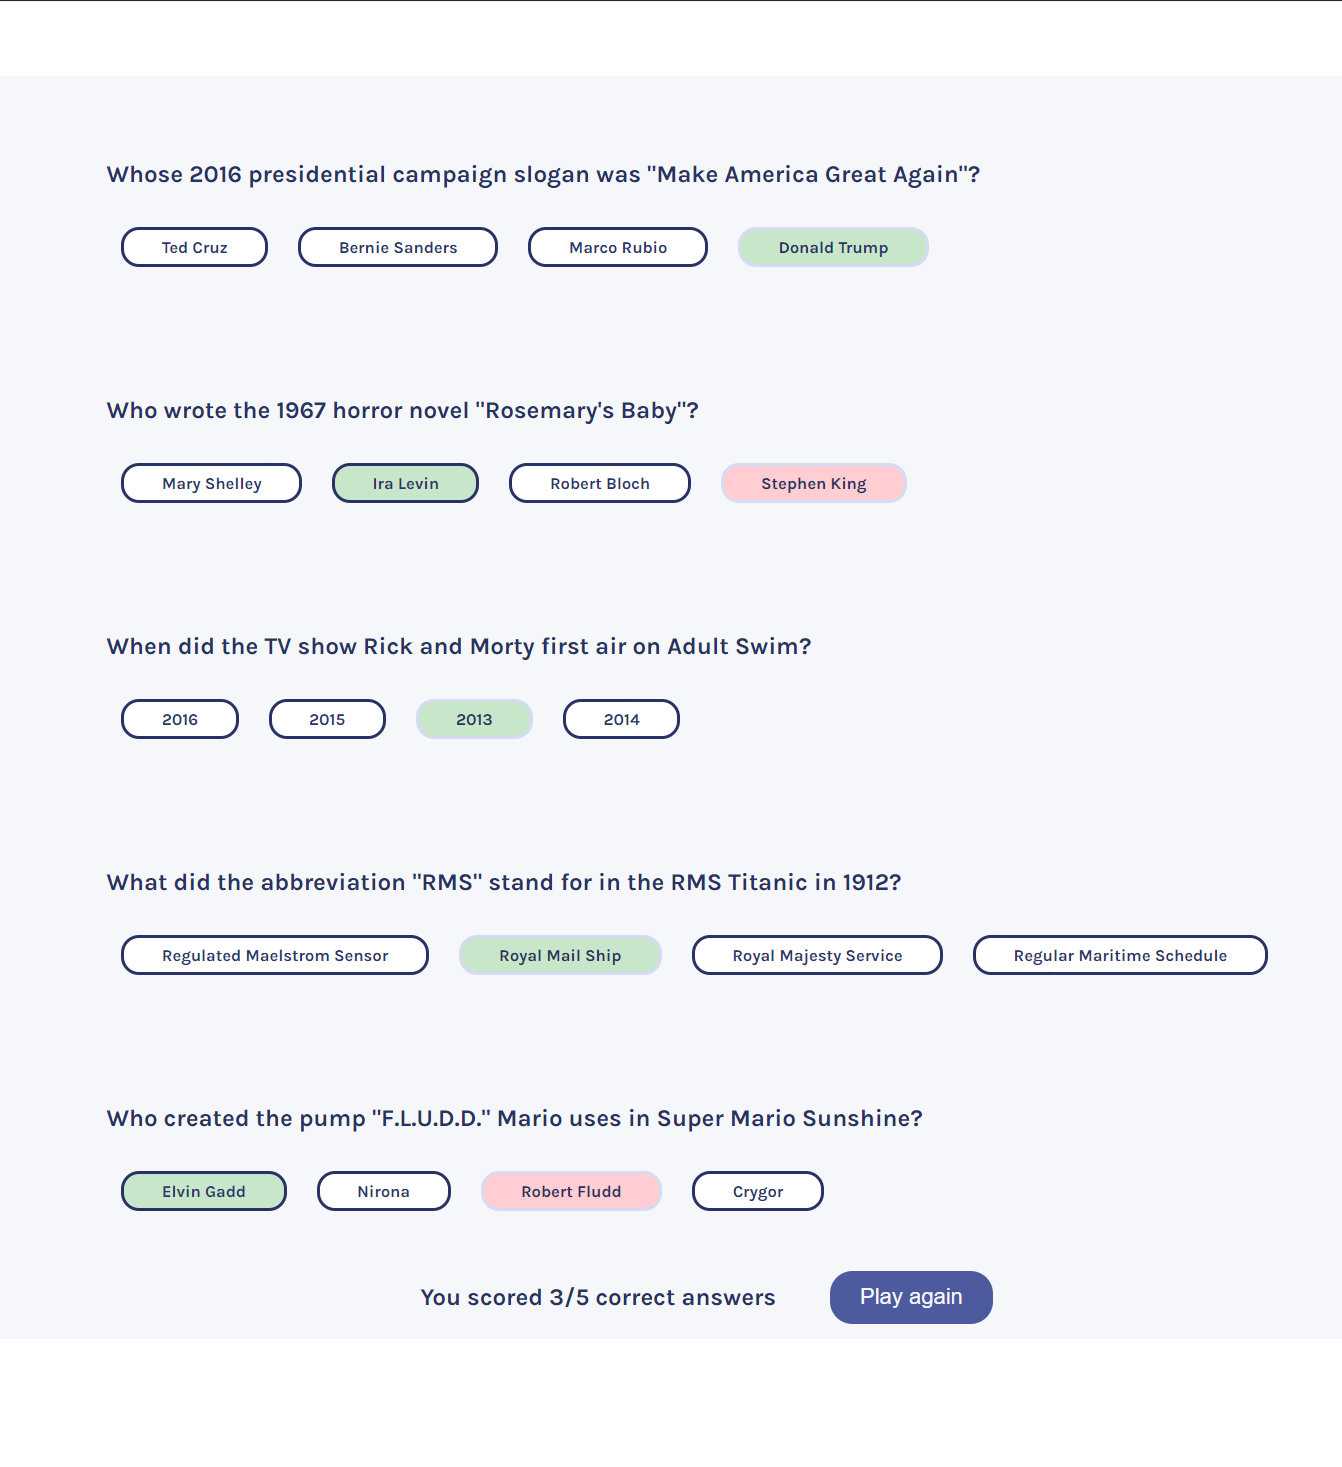 Whose 2016 presidential campaign slogan was "Make America Great Again"?
Ted Cruz Bernie Sanders Marco Rubio Donald Trump
Who wrote the 1967 horror novel "Rosemary's Baby"?
Mary Shelley Ira Levin Robert Bloch Stephen King
When did the TV show Rick and Morty first air on Adult Swim?
2016 2015 2013 2014
What did the abbreviation "RMS" stand for in the RMS Titanic in 1912?
Regulated Maelstrom Sensor Royal Mail Ship Royal Majesty Service Regular Maritime Schedule
Who created the pump "F.L.U.D.D." Mario uses in Super Mario Sunshine?
Elvin Gadd Nirona Robert Fludd Crygor
You scored 3/5 correct answers Play again